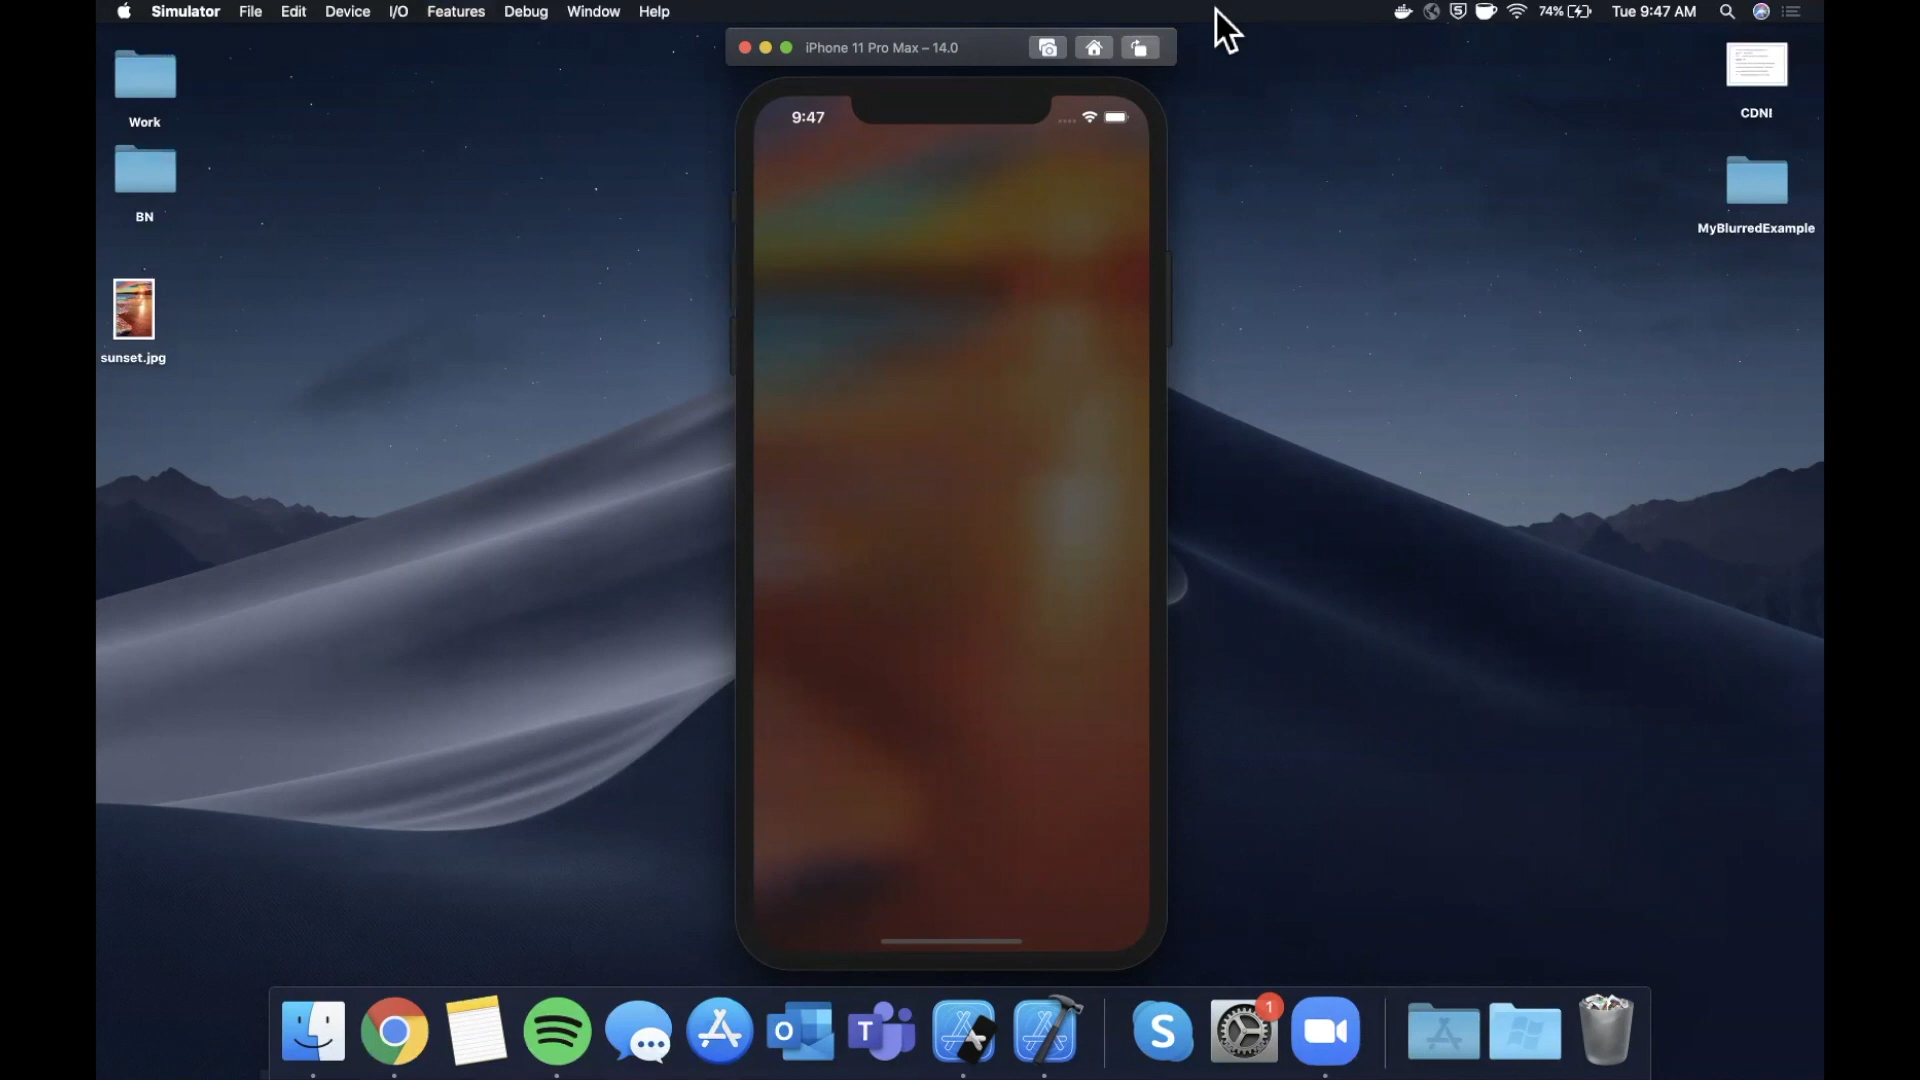 Simulator File Edit Device I/O Features Debug Window Help 74% Tue 9:47 AM
iPhone 11 Pro Max – 14.0
9:47
Work
BN
sunset.jpg
CDNI
MyBlurredExample
1